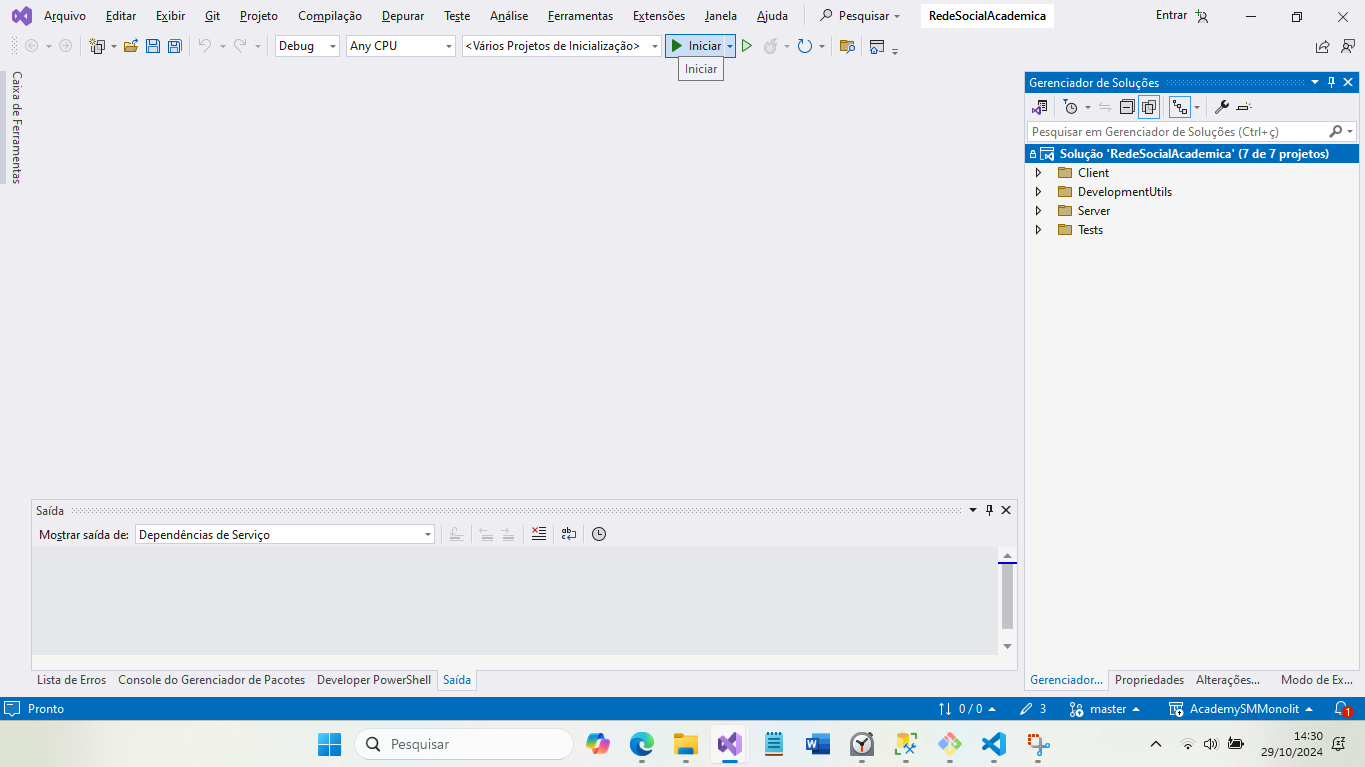 Arquivo Editar Exibir Git Projeto Compilação Depurar Teste Análise Ferramentas Extensões Janela Ajuda Pesquisar RedeSocialAcademica Entrar
Debug Any CPU <Vários Projetos de Inicialização> Iniciar
Iniciar
Caixa de Ferramentas
Gerenciador de Soluções
Pesquisar em Gerenciador de Soluções (Ctrl+ç)
Solução 'RedeSocialAcademica' (7 de 7 projetos)
Client
DevelopmentUtils
Server
Tests
Saída
Mostrar saída de: Dependências de Serviço
Lista de Erros Console do Gerenciador de Pacotes Developer PowerShell Saída
Gerenciador... Propriedades Alterações... Modo de Ex...
Pronto 0 / 0 3 master AcademySMMonolit 1
Pesquisar
14:30
29/10/2024